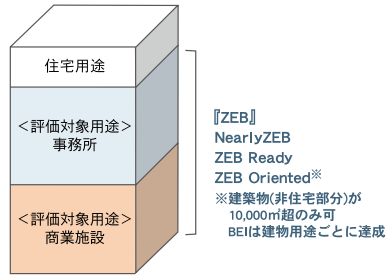 住宅用途
＜評価対象用途＞
事務所
＜評価対象用途＞
商業施設
『ZEB』
NearlyZEB
ZEB Ready
ZEB Oriented※
※建築物(非住宅部分)が
10,000㎡超のみ可
BEIは建物用途ごとに達成